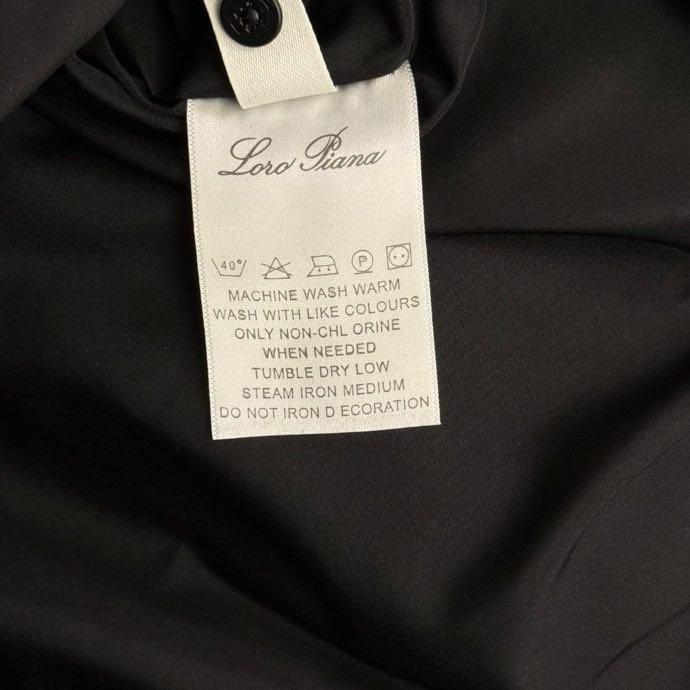 Loro Piana
40°
P
MACHINE WASH WARM
WASH WITH LIKE COLOURS
ONLY NON-CHL ORINE
WHEN NEEDED
TUMBLE DRY LOW
STEAM IRON MEDIUM
DO NOT IRON D ECORATION